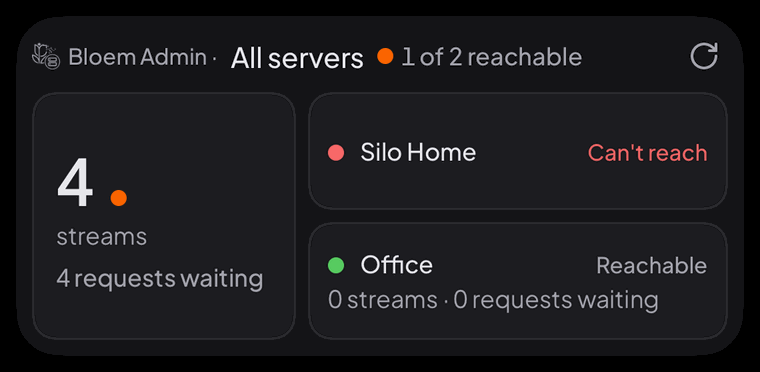 Bloem Admin · All servers 1 of 2 reachable
4
streams
4 requests waiting
Silo Home Can't reach
Office Reachable
0 streams · 0 requests waiting